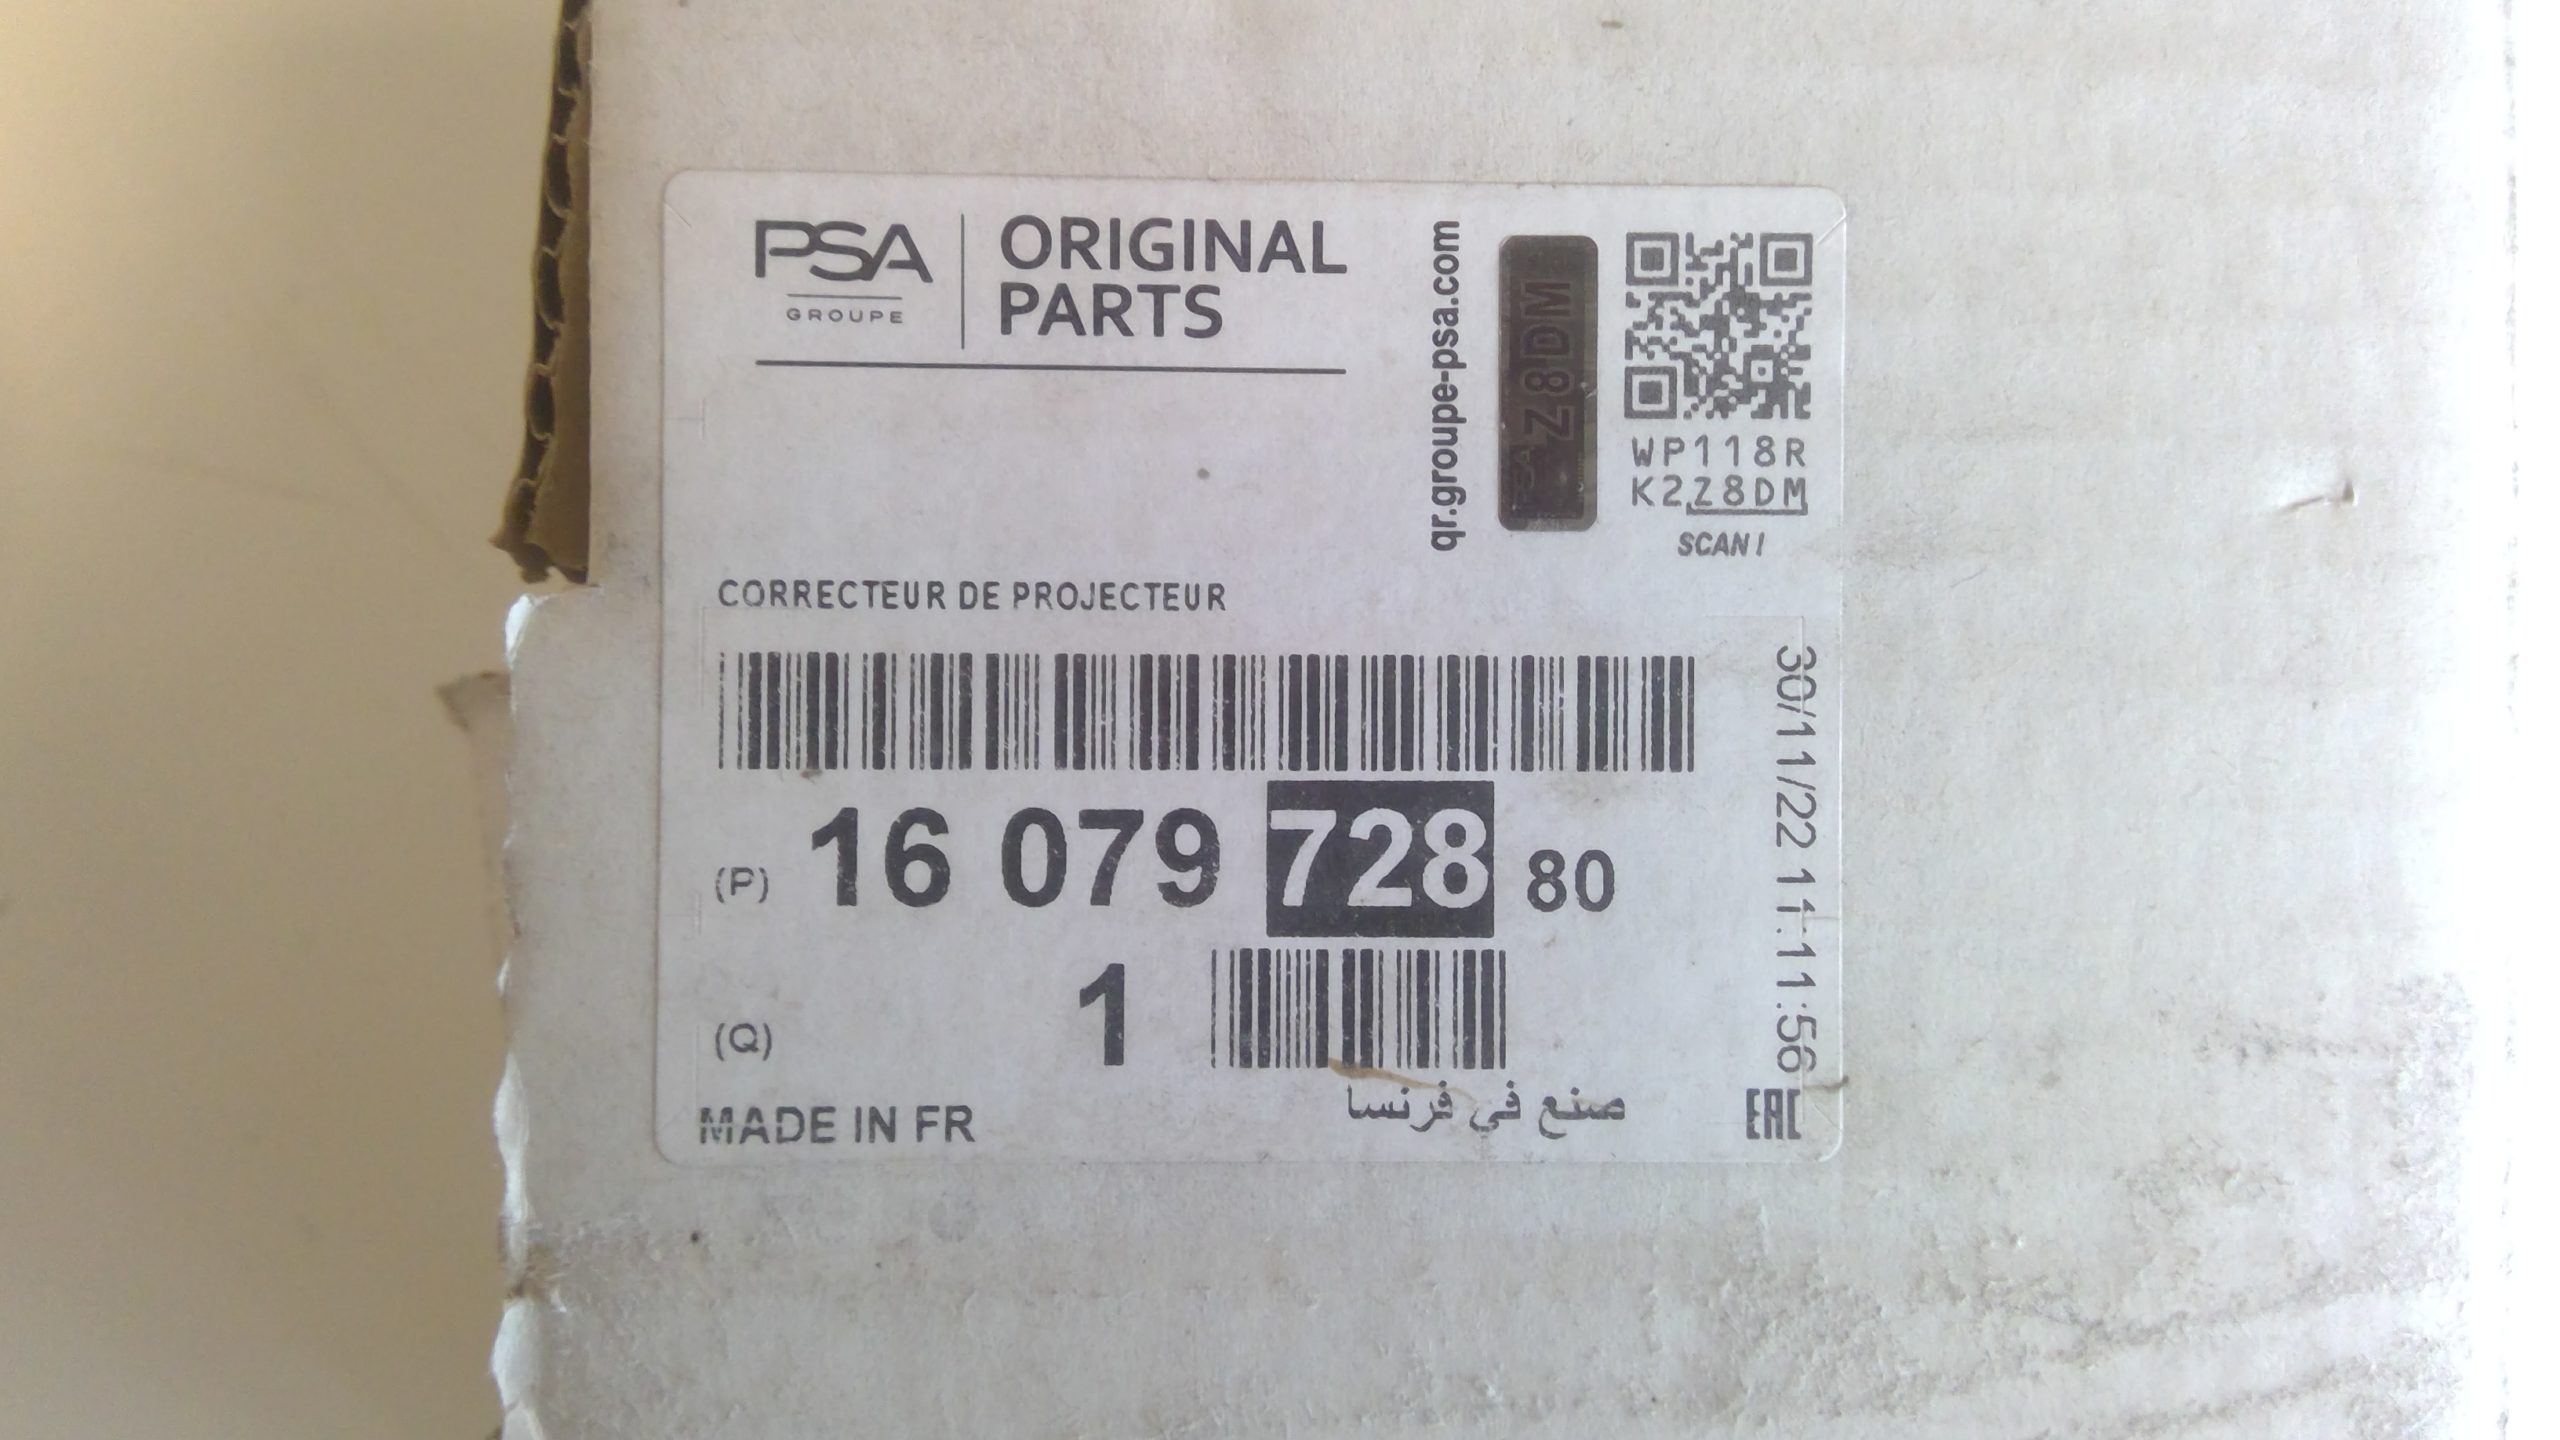 PSA
GROUPE
ORIGINAL
PARTS
qr.groupe-psa.com
PSA Z8DM
WP118R
K2Z8DM
SCAN!
CORRECTEUR DE PROJECTEUR
30/11/22 11:11:56
(P) 16 079 728 80
(Q) 1
MADE IN FR
صنع في فرنسا
EAC